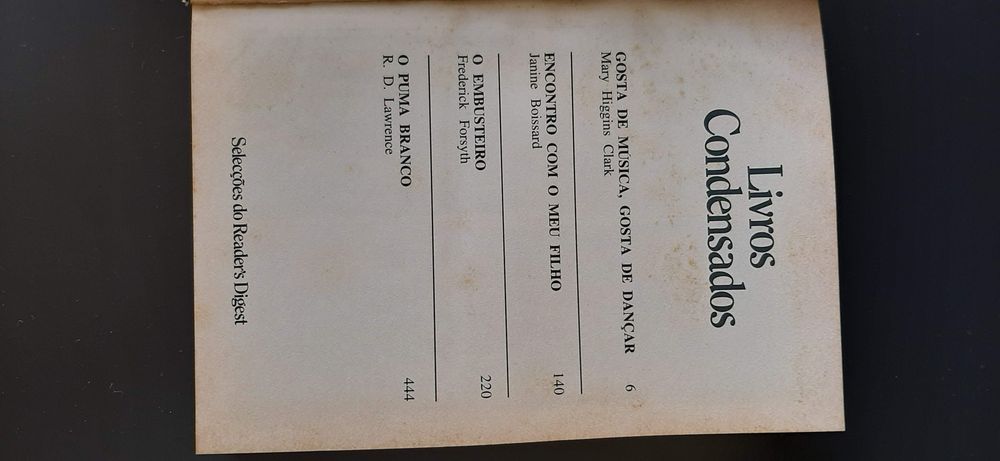 Livros
Condensados
GOSTA DE MÚSICA, GOSTA DE DANÇAR 6
Mary Higgins Clark
ENCONTRO COM O MEU FILHO 140
Janine Boissard
O EMBUSTEIRO 220
Frederick Forsyth
O PUMA BRANCO 444
R. D. Lawrence
Selecções do Reader's Digest